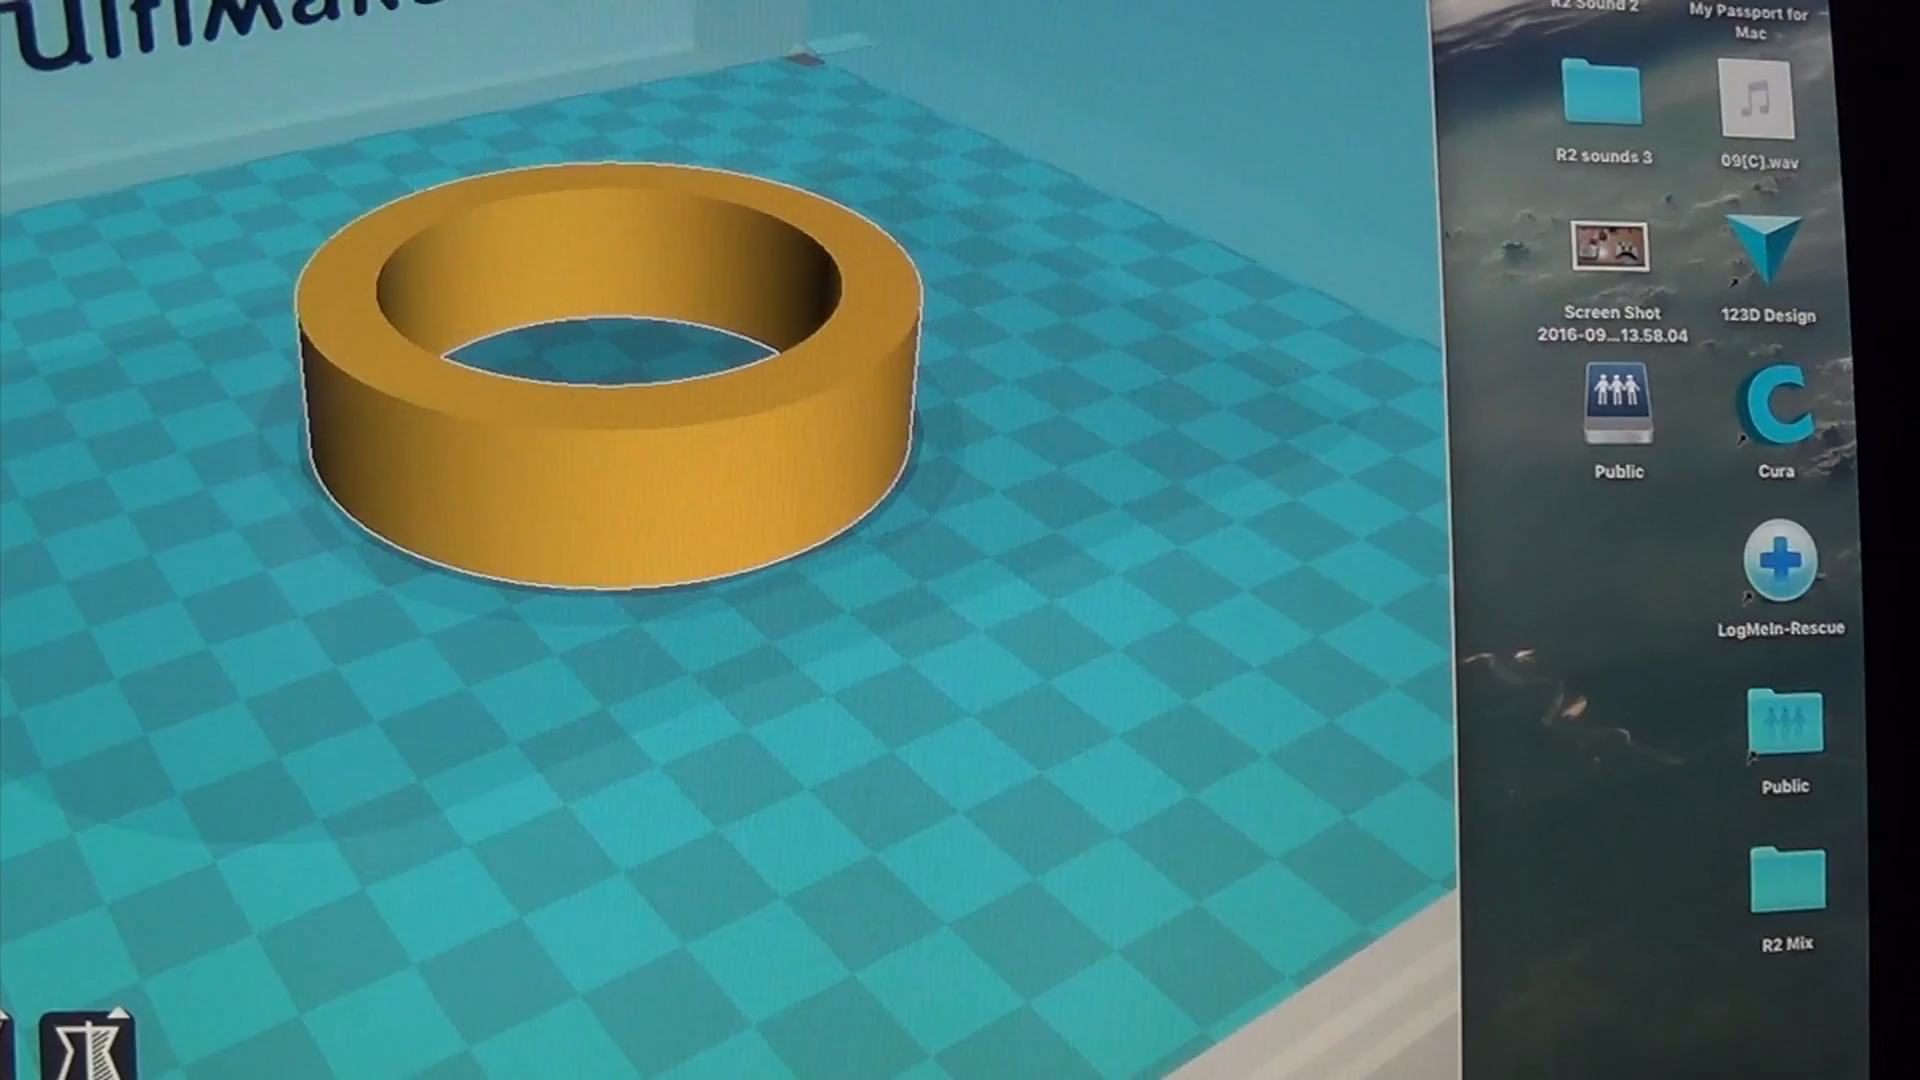 Ultimake
R2 Sound 2
My Passport for
Mac
R2 sounds 3
09[C].wav
Screen Shot
2016-09...13.58.04
123D Design
Public
Cura
LogMeIn-Rescue
Public
R2 Mix